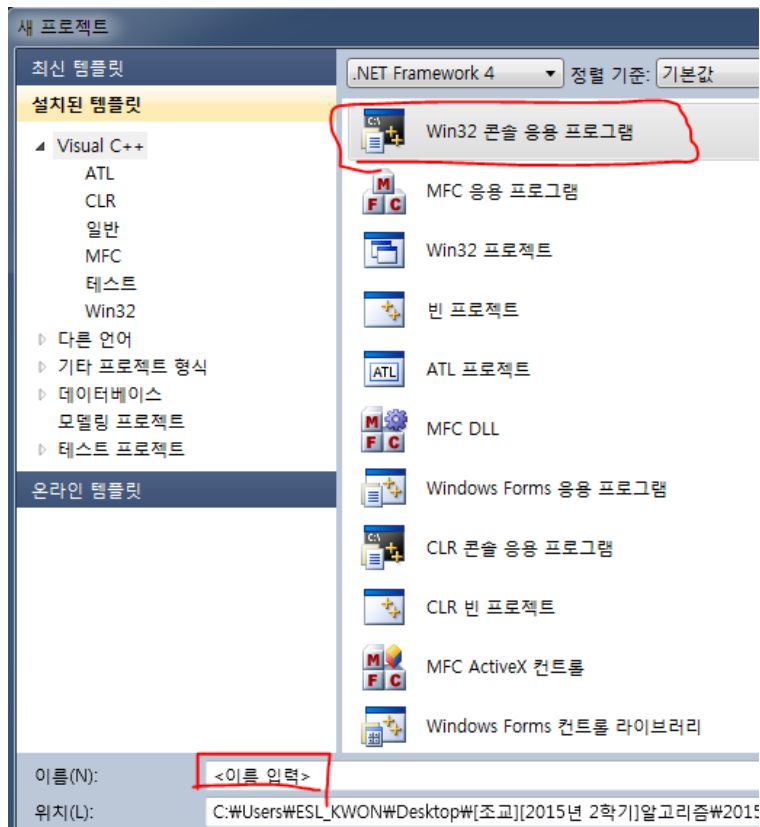 새 프로젝트
최신 템플릿
설치된 템플릿
Visual C++
ATL
CLR
일반
MFC
테스트
Win32
다른 언어
기타 프로젝트 형식
데이터베이스
모델링 프로젝트
테스트 프로젝트
온라인 템플릿
.NET Framework 4 정렬 기준: 기본값
Win32 콘솔 응용 프로그램
MFC 응용 프로그램
Win32 프로젝트
빈 프로젝트
ATL ATL 프로젝트
MFC DLL
Windows Forms 응용 프로그램
CLR 콘솔 응용 프로그램
CLR 빈 프로젝트
MFC ActiveX 컨트롤
Windows Forms 컨트롤 라이브러리
이름(N): <이름 입력>
위치(L): C:₩Users₩ESL_KWON₩Desktop₩[조교][2015년 2학기]알고리즘₩2015